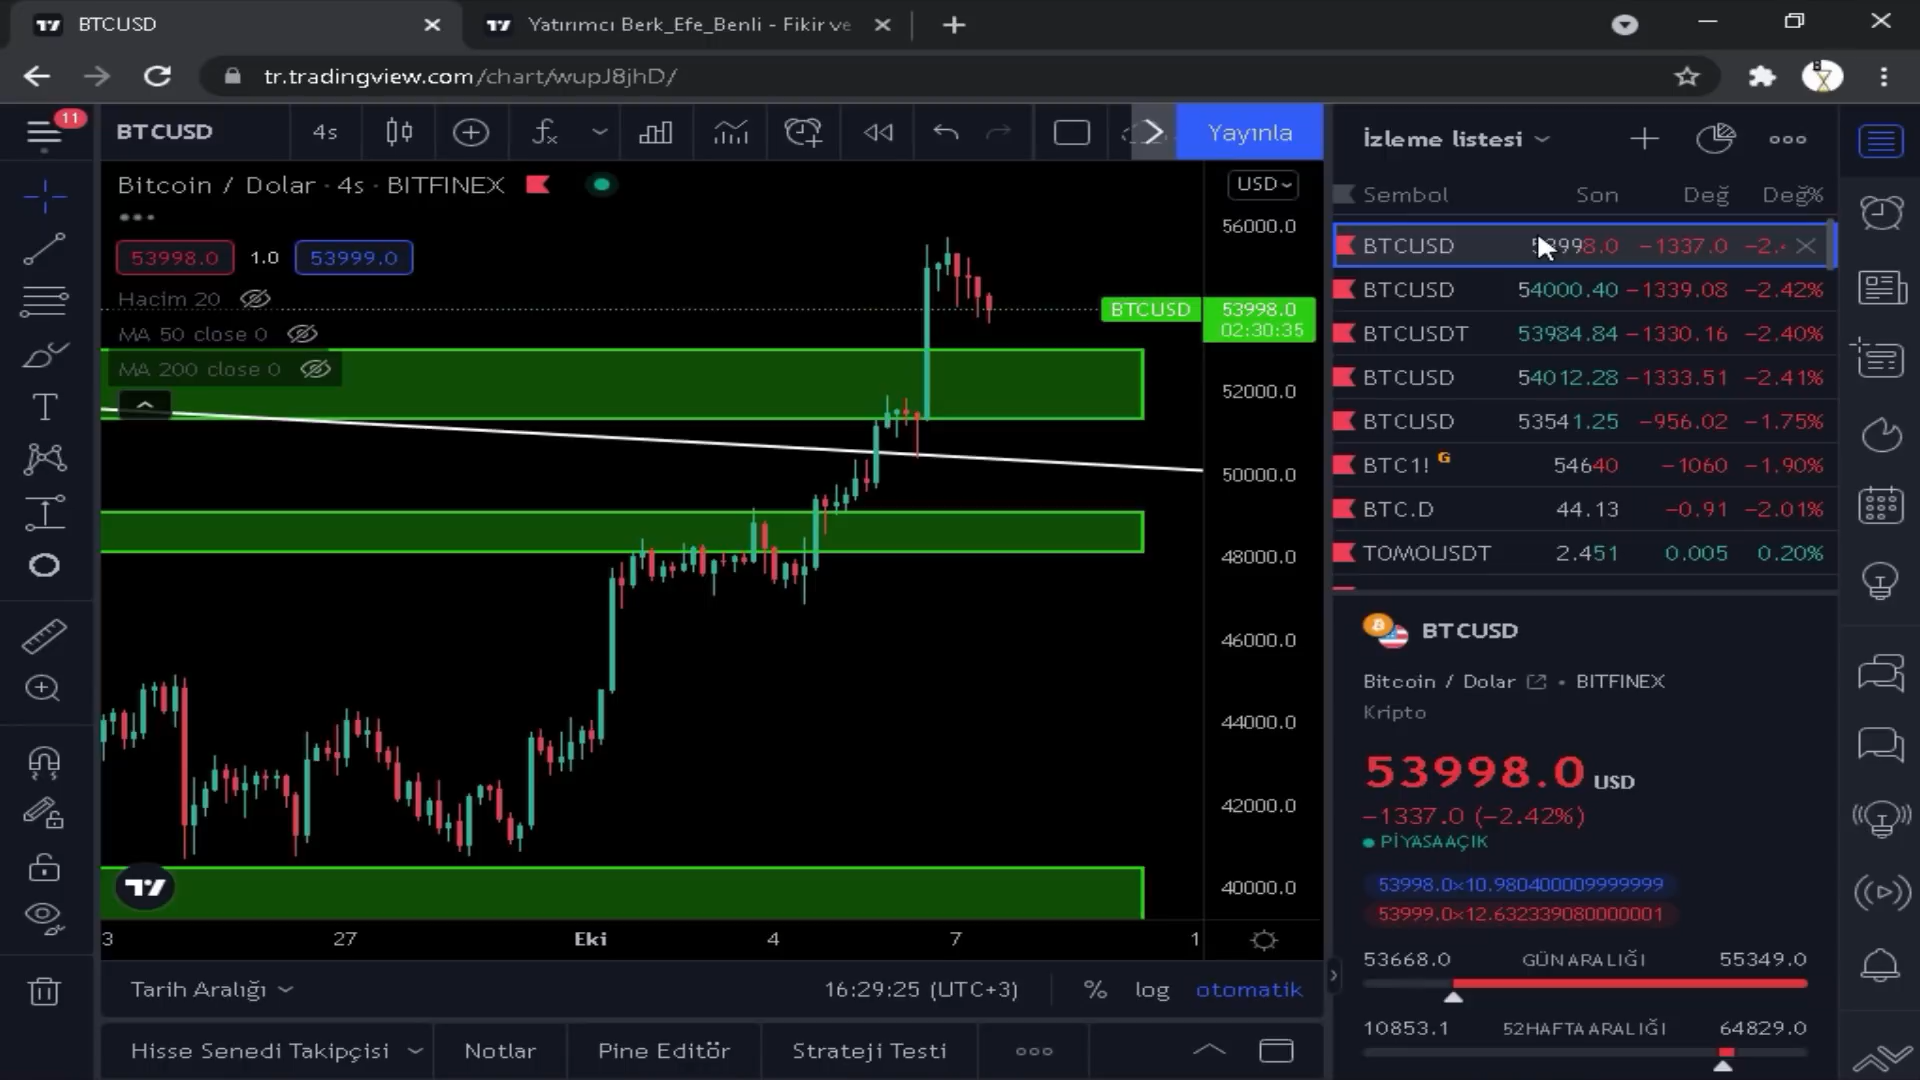 BTCUSD
Yatırımcı Berk_Efe_Benli - Fikir ve
tr.tradingview.com/chart/wupJ8jhD/
11
BTCUSD
4s
Yayınla
İzleme listesi
Bitcoin / Dolar · 4s · BITFINEX
USD
Sembol Son Değ Değ%
56000.0
53998.0 1.0 53999.0
BTCUSD 53998.0 −1337.0 −2.
Hacim 20
BTCUSD 54000.40 −1339.08 −2.42%
BTCUSD 53998.0
02:30:35
MA 50 close 0
BTCUSDT 53984.84 −1330.16 −2.40%
MA 200 close 0
BTCUSD 54012.28 −1333.51 −2.41%
52000.0
BTCUSD 53541.25 −956.02 −1.75%
50000.0
BTC1! G 54640 −1060 −1.90%
BTC.D 44.13 −0.91 −2.01%
48000.0
TOMOUSDT 2.451 0.005 0.20%
46000.0
44000.0
42000.0
40000.0
BTCUSD
Bitcoin / Dolar • BITFINEX
Kripto
53998.0 USD
−1337.0 (−2.42%)
PİYASA AÇIK
53998.0×10.980400009999999
53999.0×12.632339080000001
53668.0 GÜN ARALIĞI 55349.0
10853.1 52HAFTA ARALIĞI 64829.0
3 27 Eki 4 7 1
Tarih Aralığı
16:29:25 (UTC+3)
% log otomatik
Hisse Senedi Takipçisi
Notlar
Pine Editör
Strateji Testi